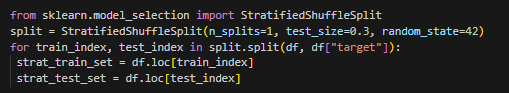 from sklearn.model_selection import StratifiedShuffleSplit
split = StratifiedShuffleSplit(n_splits=1, test_size=0.3, random_state=42)
for train_index, test_index in split.split(df, df["target"]):
 strat_train_set = df.loc[train_index]
 strat_test_set = df.loc[test_index]